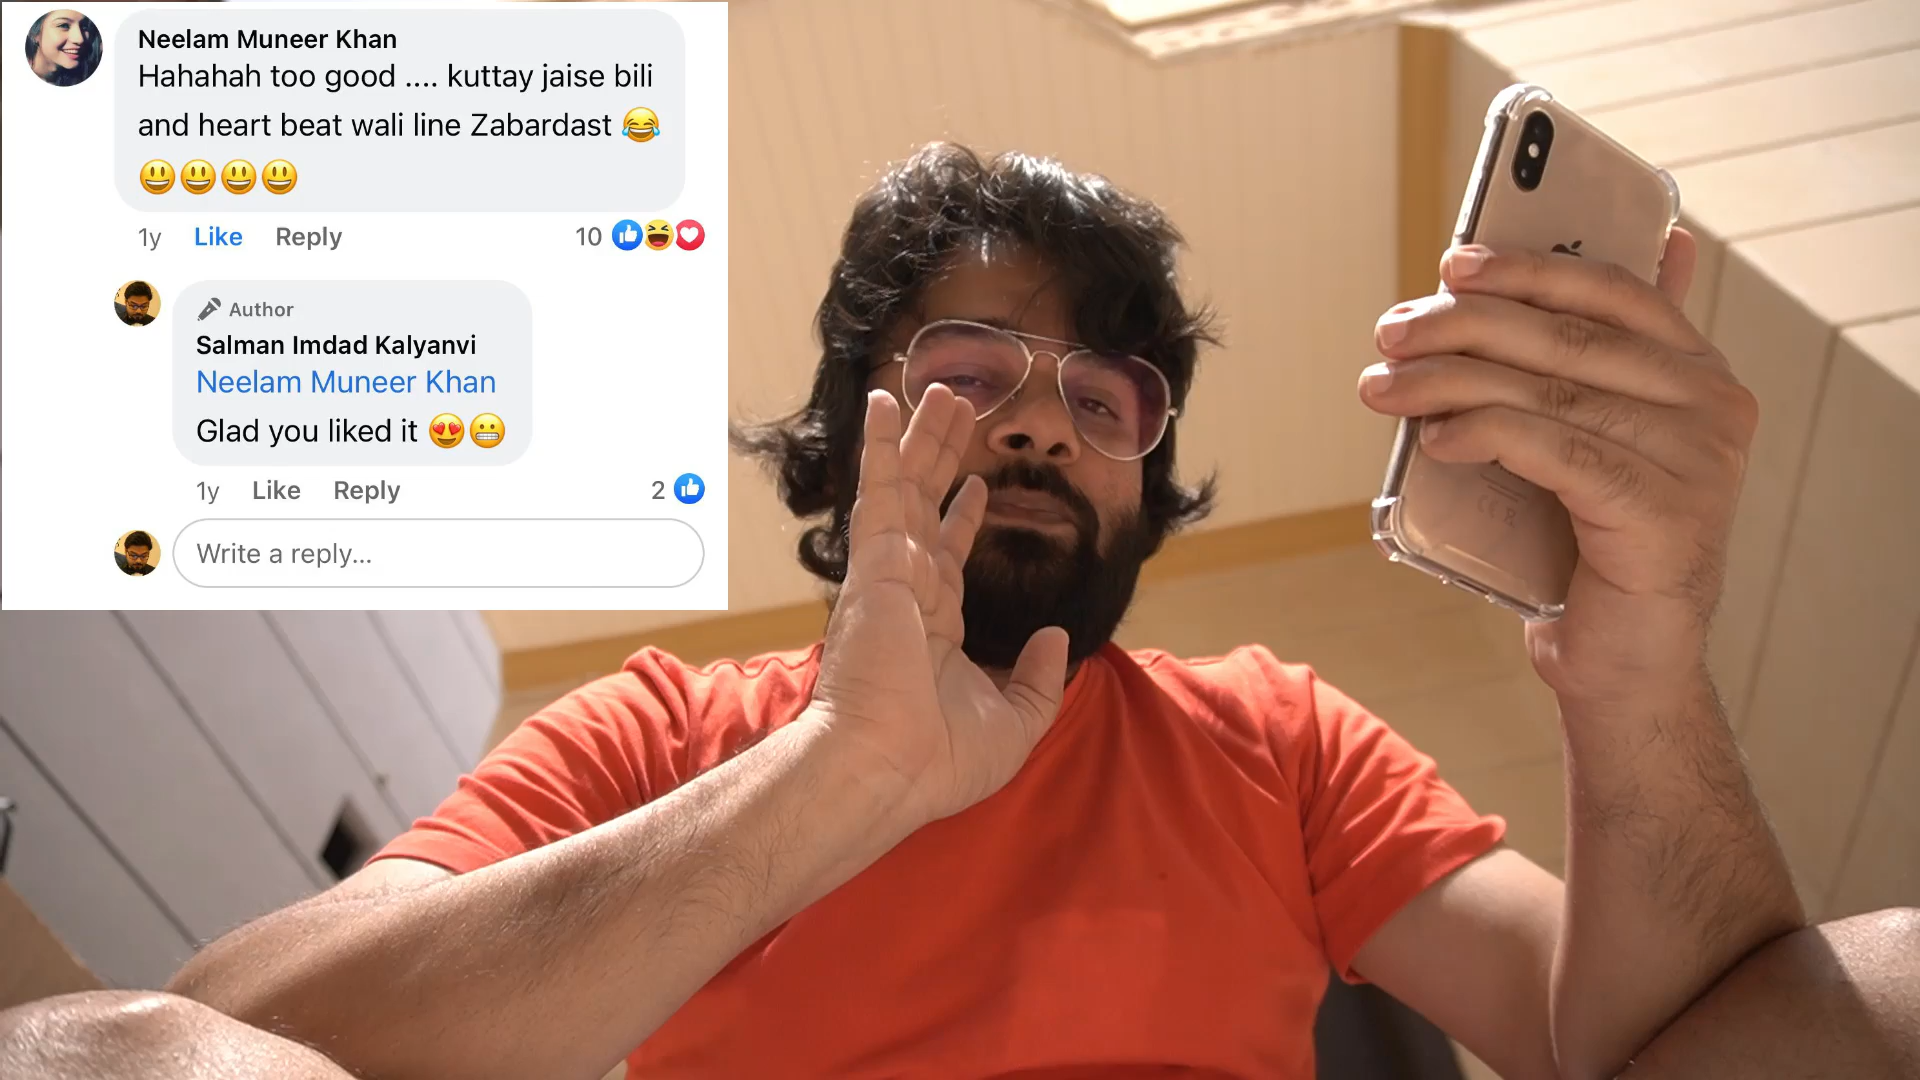 Neelam Muneer Khan
Hahahah too good .... kuttay jaise bili
and heart beat wali line Zabardast 😂
😃😃😃😃
1y Like Reply 10
Author
Salman Imdad Kalyanvi
Neelam Muneer Khan
Glad you liked it 😍😬
1y Like Reply 2
Write a reply...